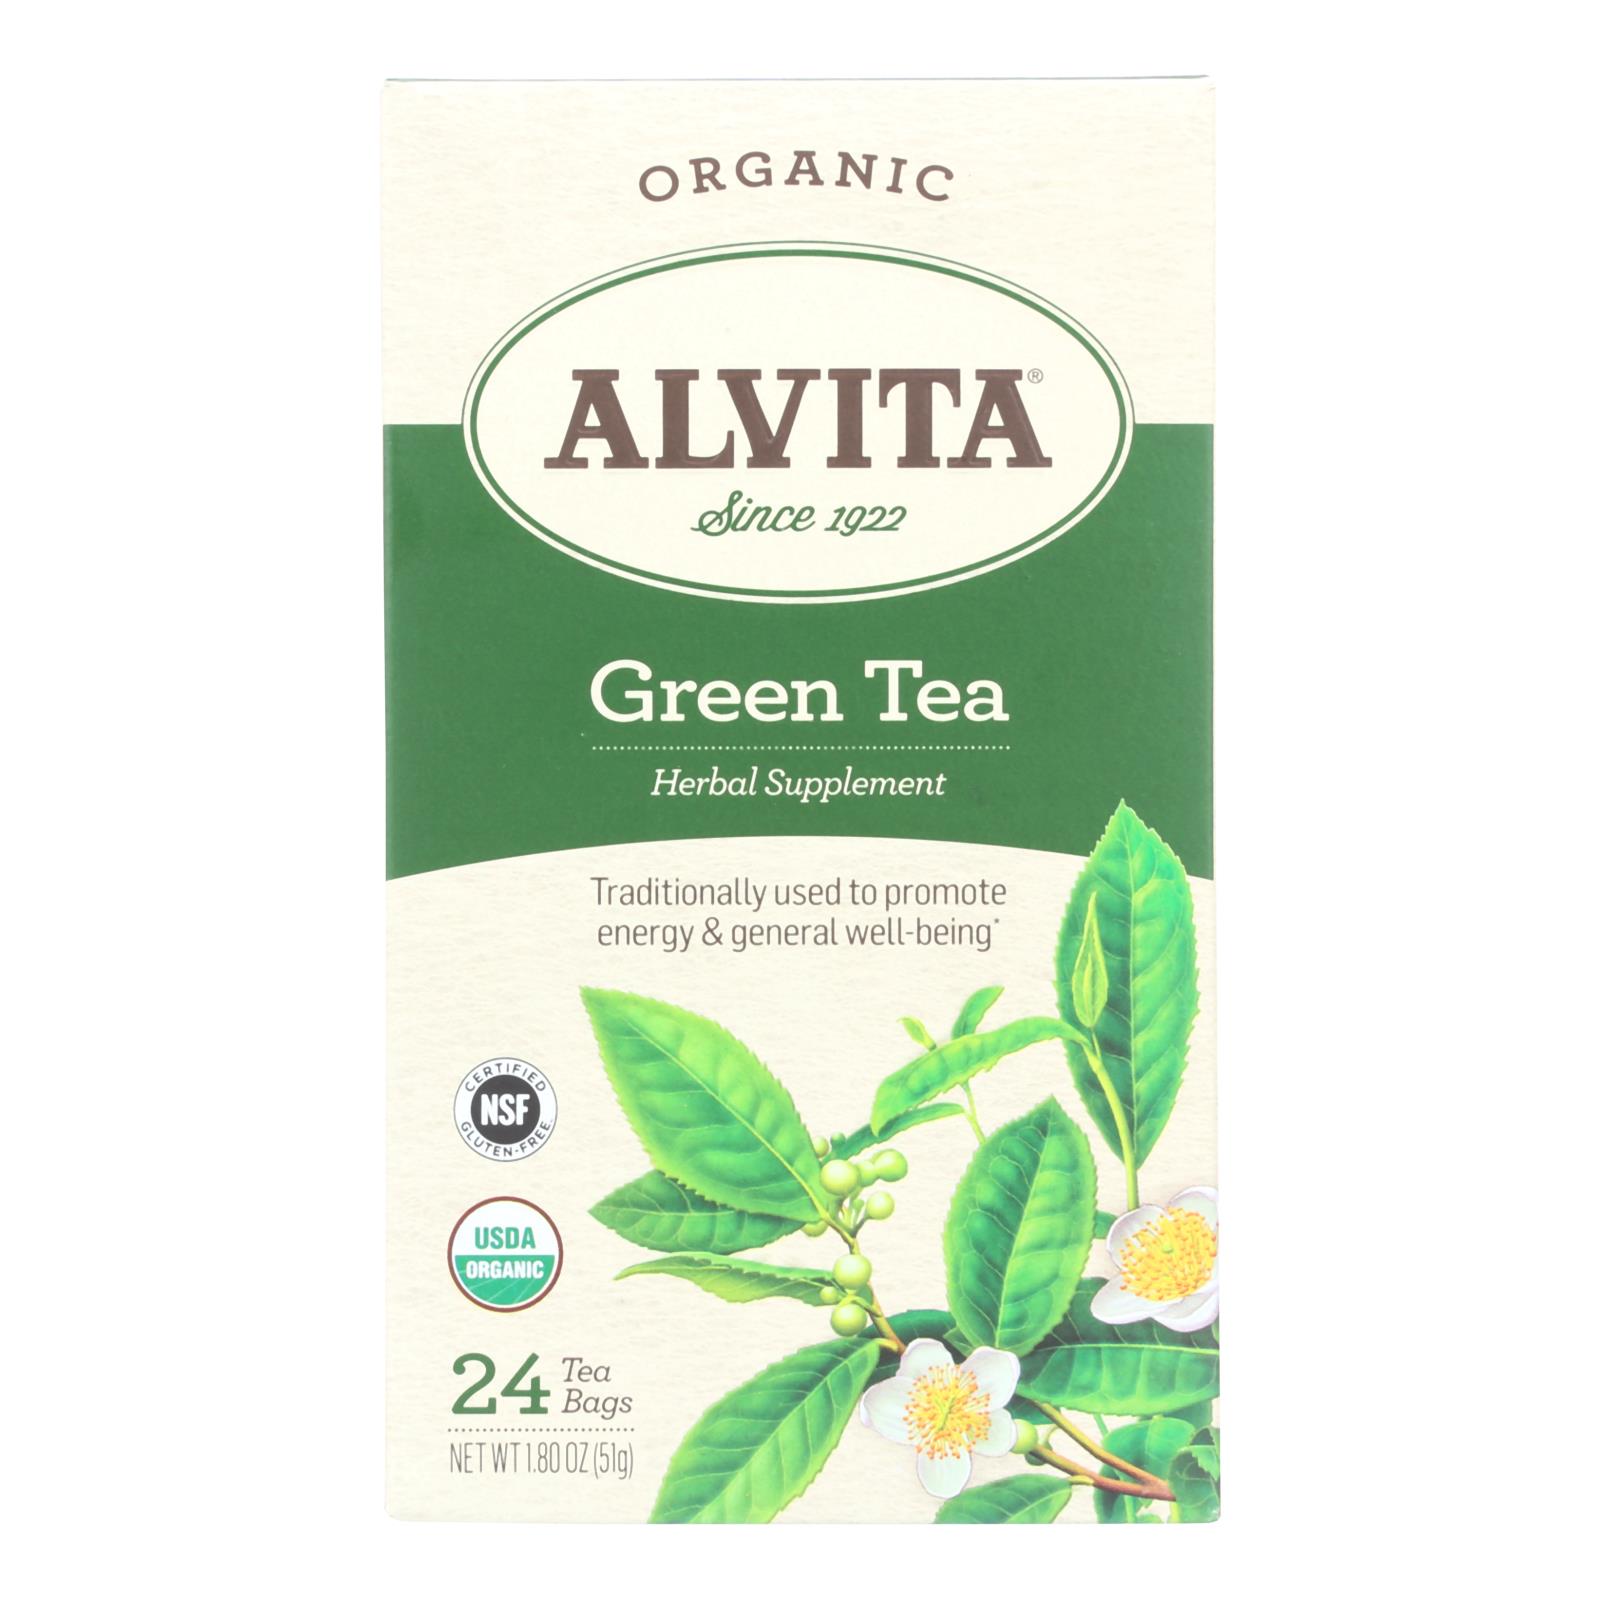 ORGANIC
ALVITA®
Since 1922
Green Tea
Herbal Supplement
Traditionally used to promote
energy & general well-being*
CERTIFIED
NSF
GLUTEN-FREE
USDA
ORGANIC
24 Tea
Bags
NET WT 1.80 OZ (51g)